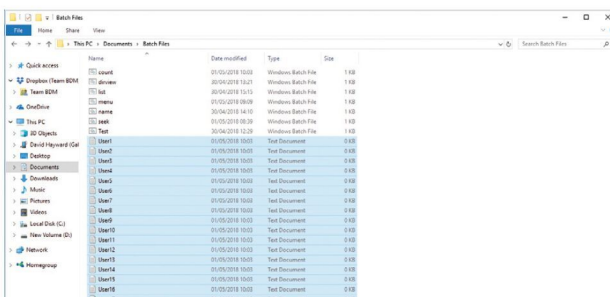 Batch Files
File Home Share View
This PC > Documents > Batch Files Search Batch Files
Name Date modified Type Size
Quick access
Dropbox (Team BDM
Team BDM
OneDrive
This PC
3D Objects
David Hayward (Gal
Desktop
Documents
Downloads
Music
Pictures
Videos
Local Disk (C:)
New Volume (D:)
Network
Homegroup
count 01/05/2018 10:03 Windows Batch File 1 KB
dirview 30/04/2018 13:21 Windows Batch File 1 KB
list 30/04/2018 15:15 Windows Batch File 1 KB
menu 01/05/2018 09:09 Windows Batch File 1 KB
name 30/04/2018 14:10 Windows Batch File 1 KB
seek 01/05/2018 08:39 Windows Batch File 1 KB
Test 30/04/2018 12:29 Windows Batch File 1 KB
User1 01/05/2018 10:03 Text Document 0 KB
User2 01/05/2018 10:03 Text Document 0 KB
User3 01/05/2018 10:03 Text Document 0 KB
User4 01/05/2018 10:03 Text Document 0 KB
User5 01/05/2018 10:03 Text Document 0 KB
User6 01/05/2018 10:03 Text Document 0 KB
User7 01/05/2018 10:03 Text Document 0 KB
User8 01/05/2018 10:03 Text Document 0 KB
User9 01/05/2018 10:03 Text Document 0 KB
User10 01/05/2018 10:03 Text Document 0 KB
User11 01/05/2018 10:03 Text Document 0 KB
User12 01/05/2018 10:03 Text Document 0 KB
User13 01/05/2018 10:03 Text Document 0 KB
User14 01/05/2018 10:03 Text Document 0 KB
User15 01/05/2018 10:03 Text Document 0 KB
User16 01/05/2018 10:03 Text Document 0 KB